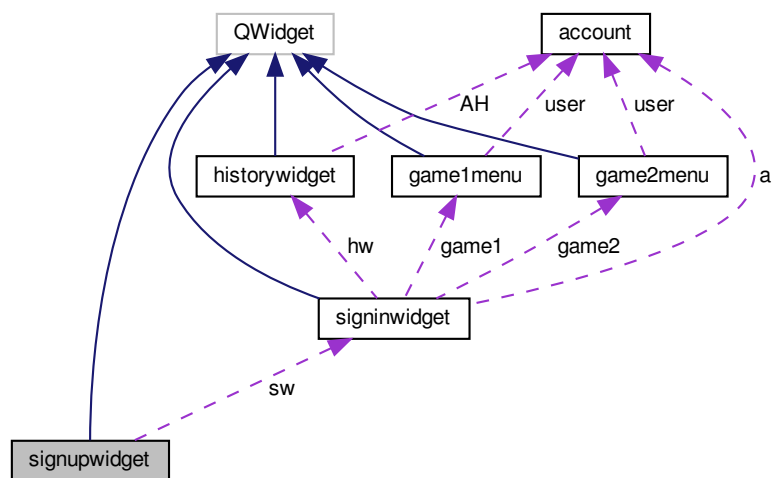 QWidget
account
AH
user
user
historywidget
game1menu
game2menu
a
hw
game1
game2
signinwidget
sw
signupwidget